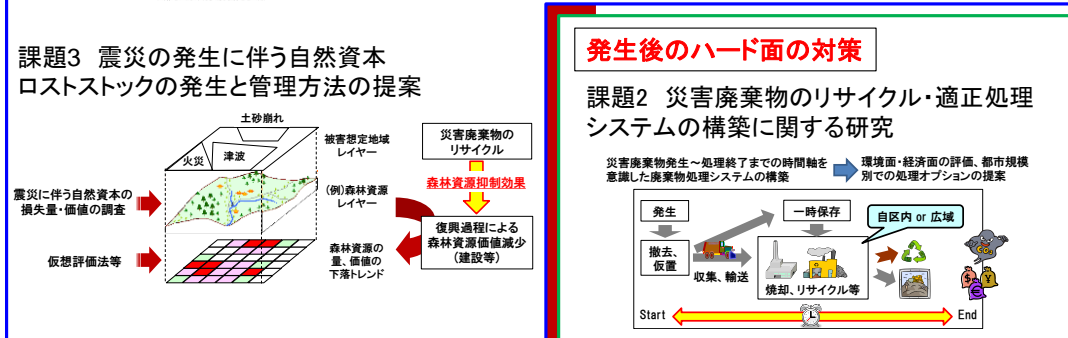 課題3 震災の発生に伴う自然資本
ロストストックの発生と管理方法の提案
土砂崩れ
火災
津波
被害想定地域
レイヤー
震災に伴う自然資本の
損失量・価値の調査
(例)森林資源
レイヤー
仮想評価法等
森林資源の
量、価値の
下落トレンド
災害廃棄物の
リサイクル
森林資源抑制効果
復興過程による
森林資源価値減少
(建設等)
発生後のハード面の対策
課題2 災害廃棄物のリサイクル・適正処理
システムの構築に関する研究
災害廃棄物発生～処理終了までの時間軸を
意識した廃棄物処理システムの構築
環境面・経済面の評価、都市規模
別での処理オプションの提案
発生
一時保存
自区内 or 広域
撤去、
仮置
収集、輸送
焼却、リサイクル等
CO2
$
¥
€
Start
End